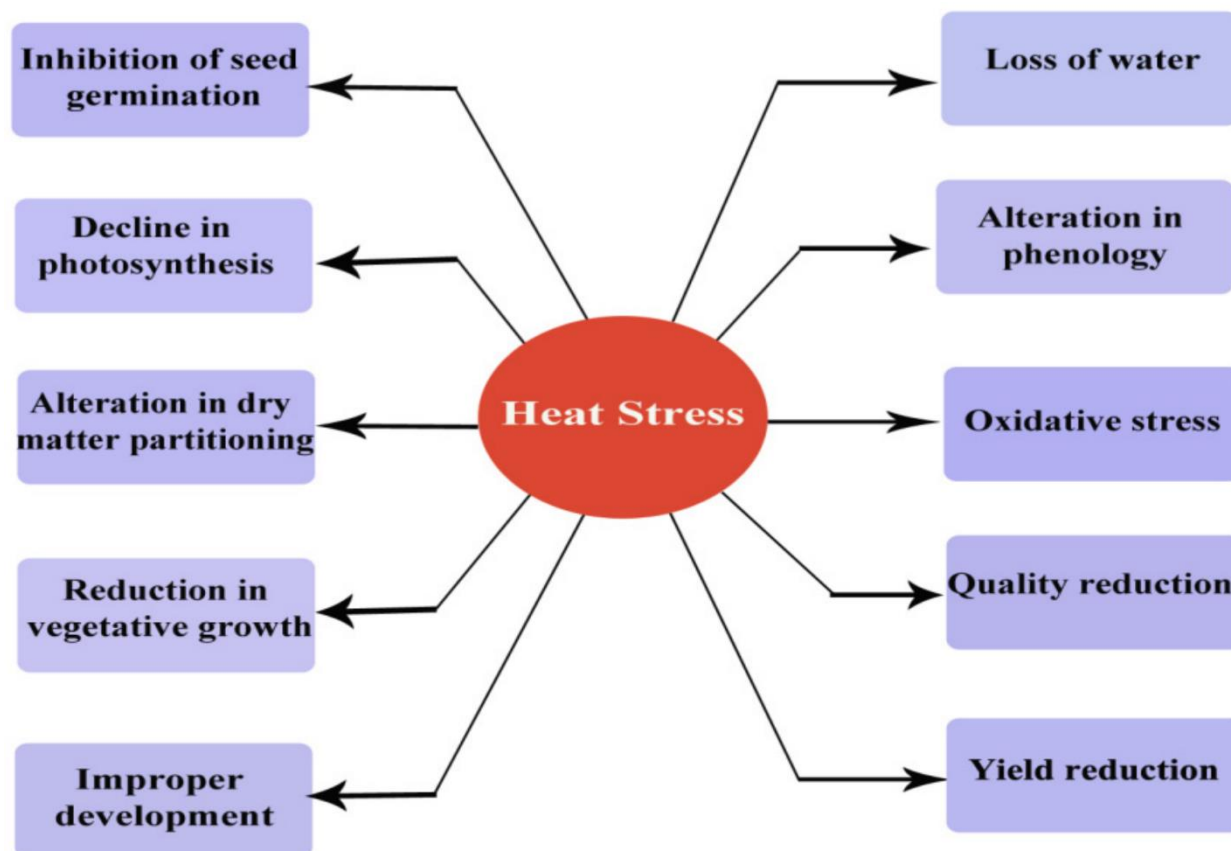 Inhibition of seed
germination
Decline in
photosynthesis
Alteration in dry
matter partitioning
Reduction in
vegetative growth
Improper
development
Heat Stress
Loss of water
Alteration in
phenology
Oxidative stress
Quality reduction
Yield reduction